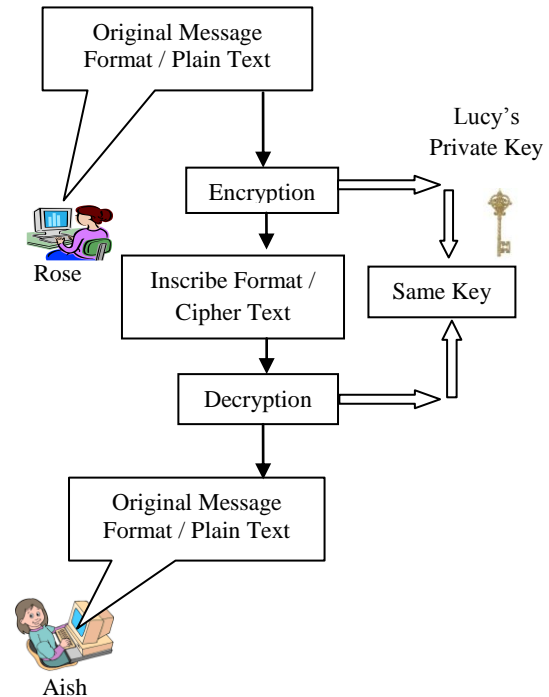 Original Message
Format / Plain Text
Lucy’s
Private Key
Encryption
Rose
Inscribe Format /
Cipher Text
Same Key
Decryption
Original Message
Format / Plain Text
Aish